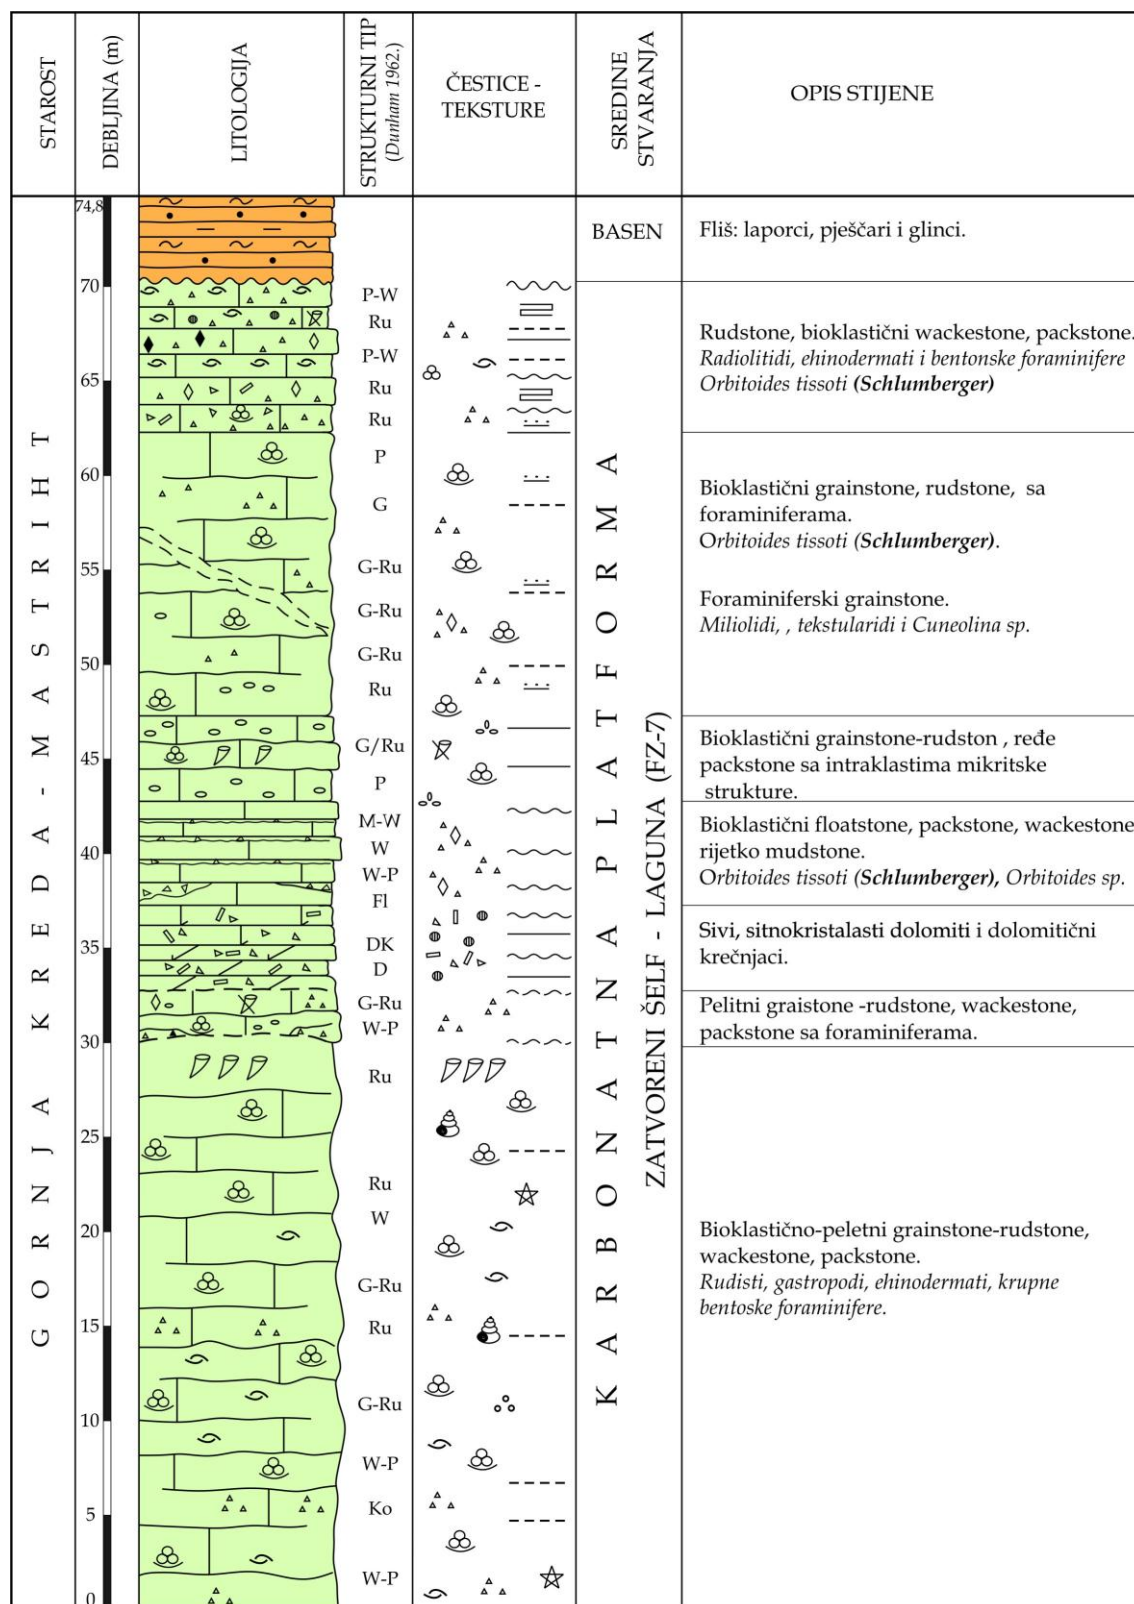 STAROST
DEBLJINA (m)
LITOLOGIJA
STRUKTURNI TIP
(Dunham 1962.)
ČESTICE -
TEKSTURE
SREDINE
STVARANJA
OPIS STIJENE
GORNJA KREDA - MASTRIHT
74,8
70
65
60
55
50
45
40
35
30
25
20
15
10
5
0
P-W
Ru
P-W
Ru
Ru
P
G
G-Ru
G-Ru
G-Ru
Ru
G/Ru
P
M-W
W
W-P
Fl
DK
D
G-Ru
W-P
Ru
Ru
W
G-Ru
Ru
G-Ru
W-P
Ko
W-P
BASEN
KARBONATNA PLATFORMA
ZATVORENI ŠELF - LAGUNA (FZ-7)
Fliš: laporci, pješčari i glinci.
Rudstone, bioklastični wackestone, packstone.
Radiolitidi, ehinodermati i bentonske foraminifere
Orbitoides tissoti (Schlumberger)
Bioklastični grainstone, rudstone, sa
foraminiferama.
Orbitoides tissoti (Schlumberger).
Foraminiferski grainstone.
Miliolidi, , tekstularidi i Cuneolina sp.
Bioklastični grainstone-rudston , ređe
packstone sa intraklastima mikritske
strukture.
Bioklastični floatstone, packstone, wackestone
rijetko mudstone.
Orbitoides tissoti (Schlumberger), Orbitoides sp.
Sivi, sitnokristalasti dolomiti i dolomitični
krečnjaci.
Pelitni graistone -rudstone, wackestone,
packstone sa foraminiferama.
Bioklastično-peletni grainstone-rudstone,
wackestone, packstone.
Rudisti, gastropodi, ehinodermati, krupne
bentoske foraminifere.